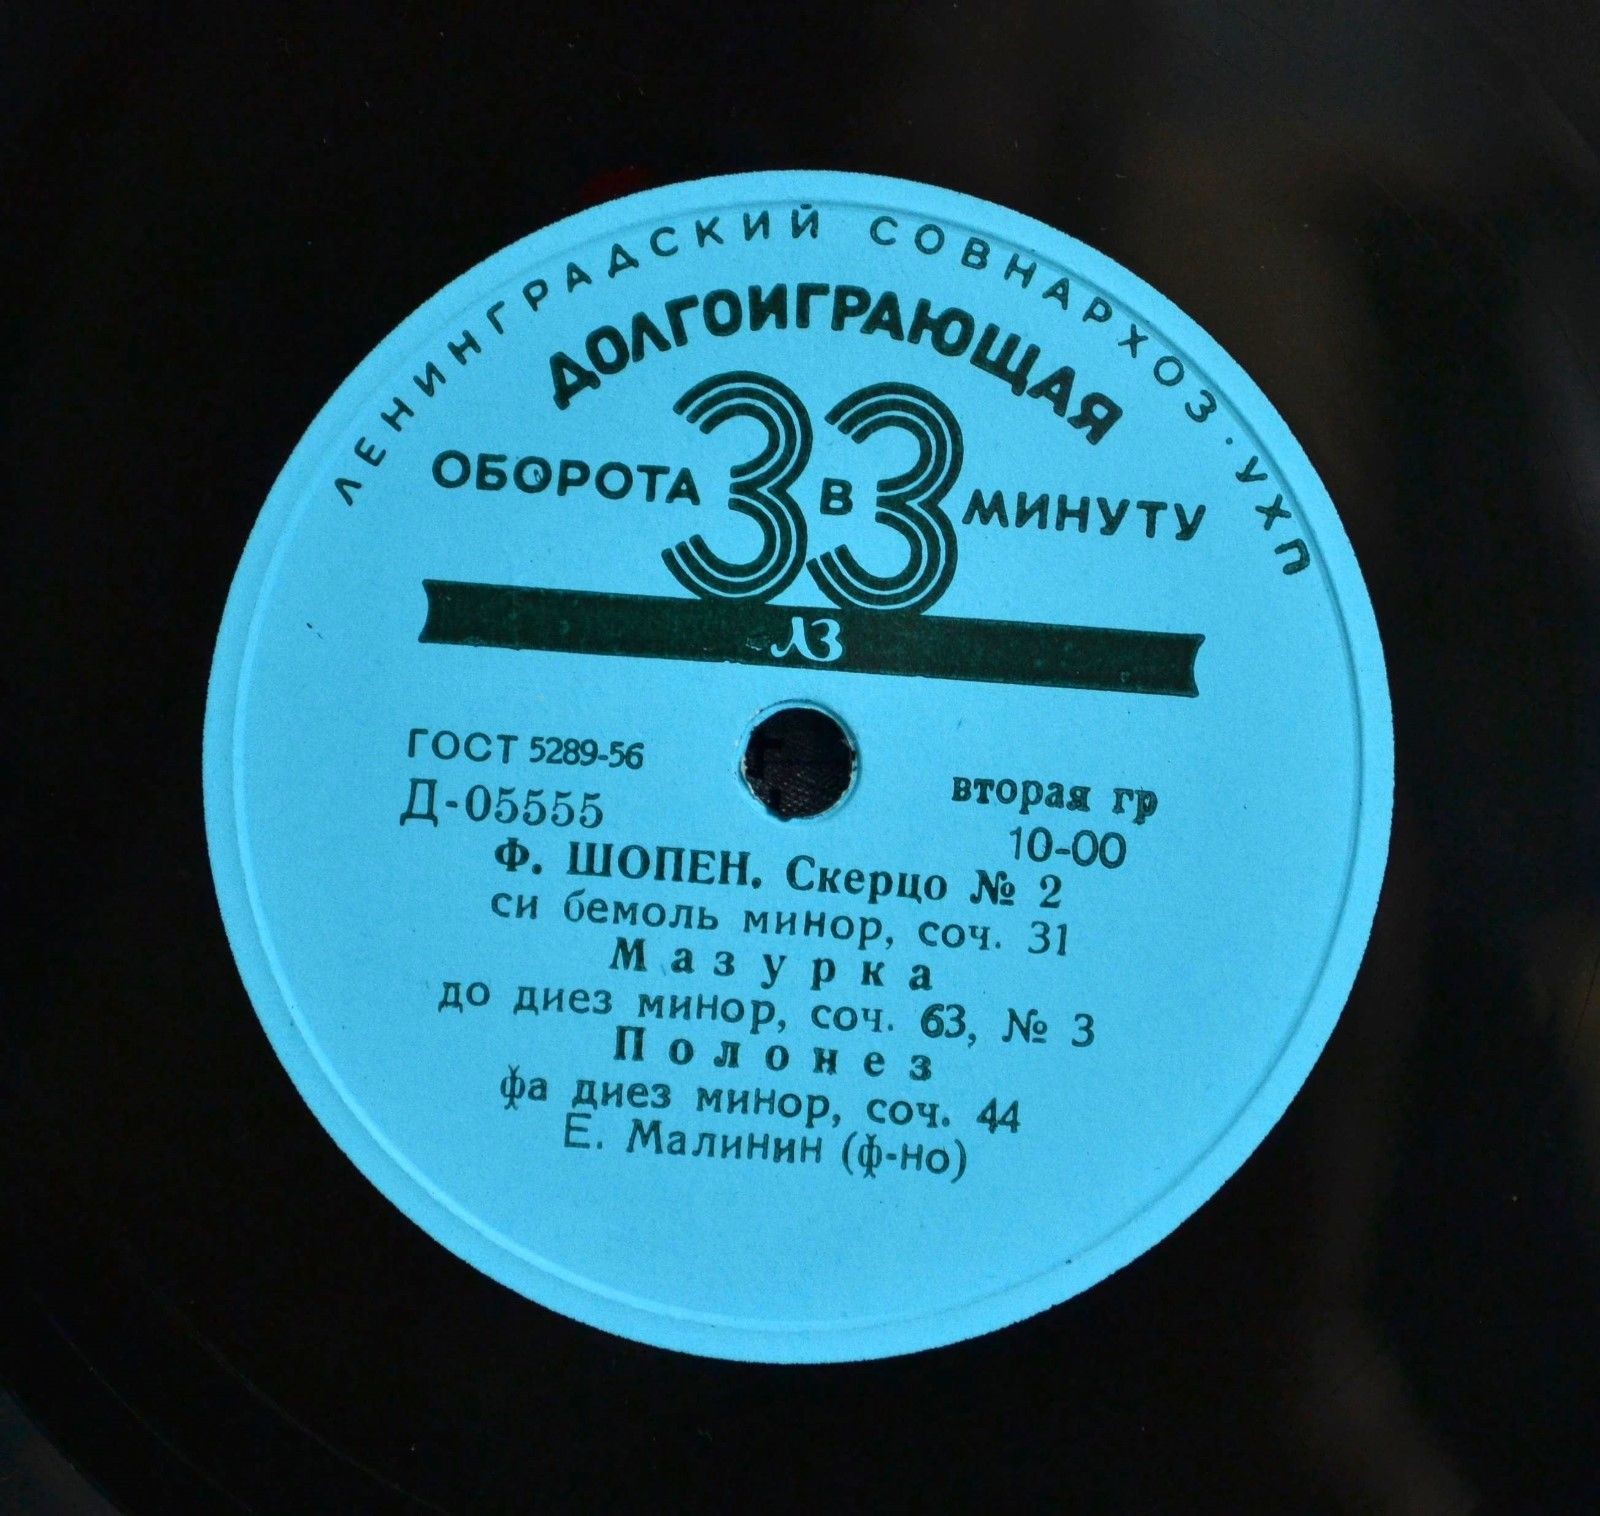 ЛЕНИНГРАДСКИЙ СОВНАРХОЗ · УХП
ДОЛГОИГРАЮЩАЯ
33
ОБОРОТА В МИНУТУ
ЛЗ
ГОСТ 5289-56
Д-05555
вторая гр
10-00
Ф. ШОПЕН. Скерцо № 2
си бемоль минор, соч. 31
Мазурка
до диез минор, соч. 63, № 3
Полонез
фа диез минор, соч. 44
Е. Малинин (ф-но)